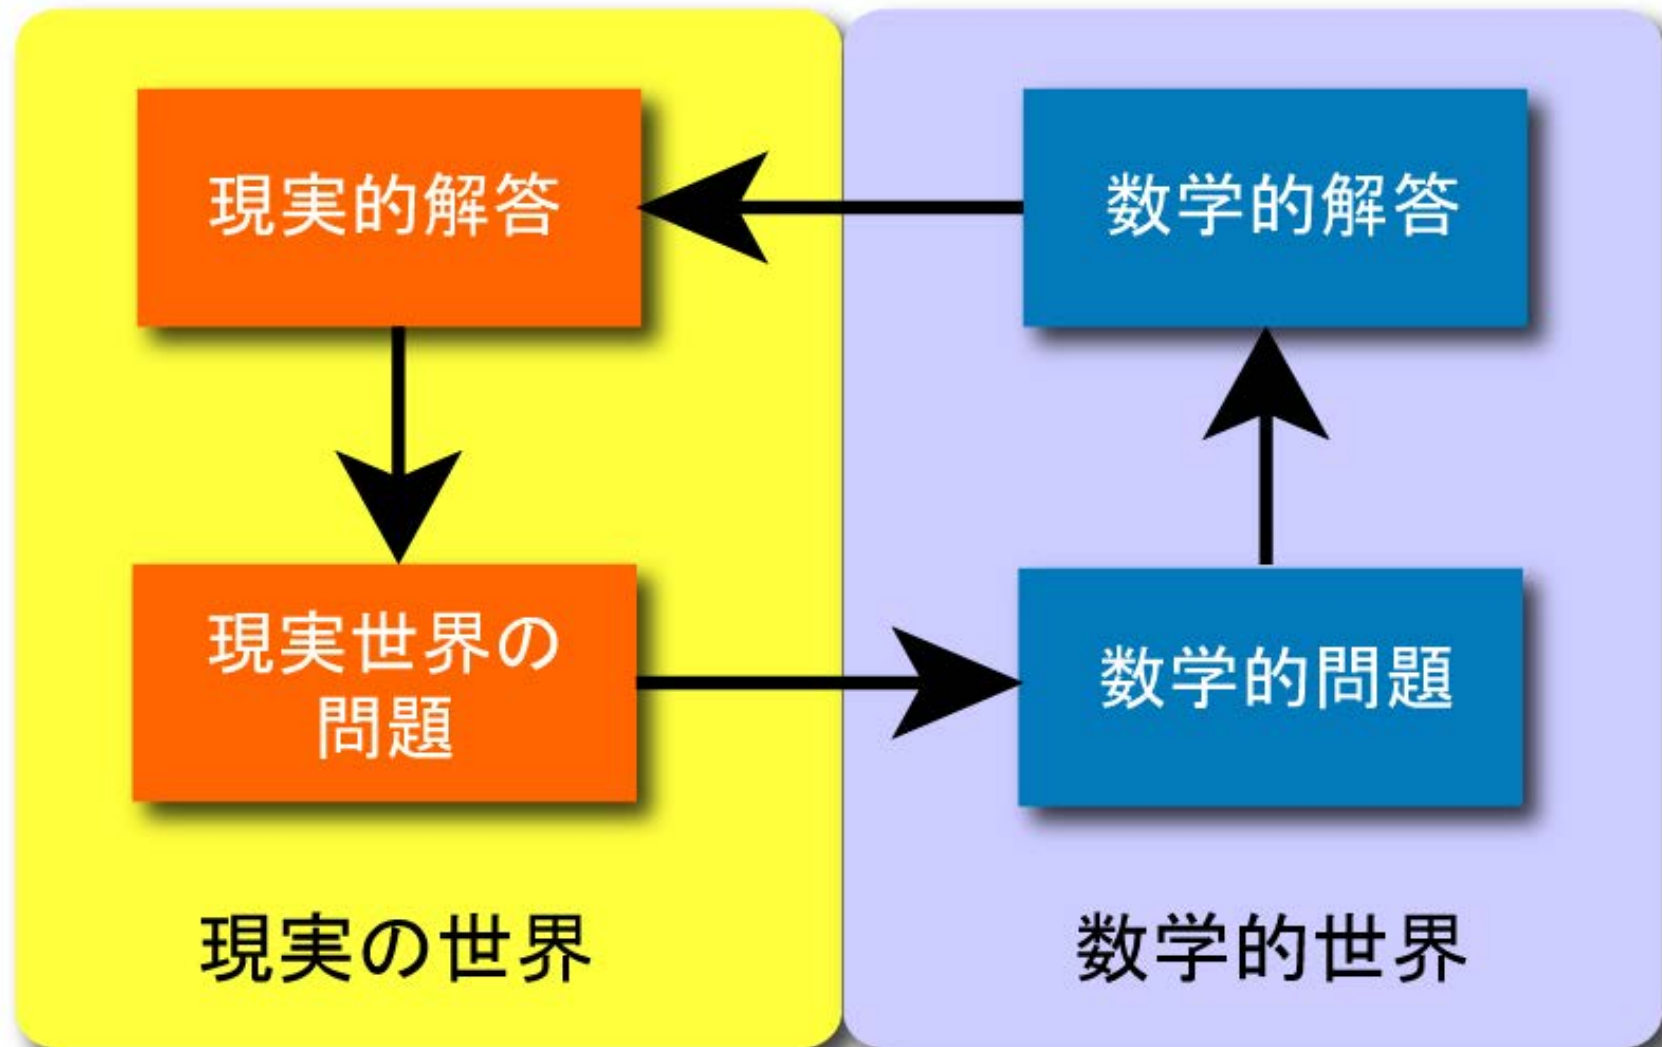 現実的解答
数学的解答
現実世界の
問題
数学的問題
現実の世界
数学的世界